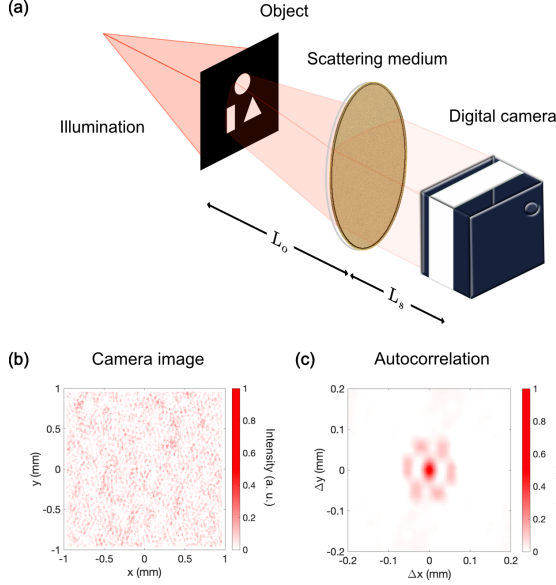 (a)
Object
Scattering medium
Digital camera
Illumination
Lo
Ls
(b) Camera image
1
0.5
0
-0.5
-1
-1 -0.5 0 0.5 1
x (mm)
y (mm)
1
0.8
0.6
0.4
0.2
0
Intensity (a. u.)
(c) Autocorrelation
0.2
0.1
0
-0.1
-0.2
-0.2 -0.1 0 0.1 0.2
Δx (mm)
Δy (mm)
1
0.8
0.6
0.4
0.2
0